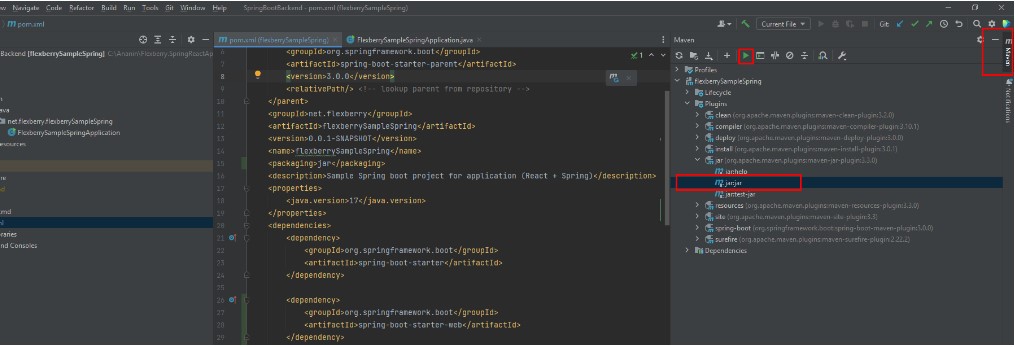 View Navigate Code Refactor Build Run Tools Git Window Help SpringBootBackend - pom.xml (flexberrySampleSpring)
m pom.xml
Current File
Git:
Backend [flexberrySampleSpring]
java
net.flexberry.flexberrySampleSpring
FlexberrySampleSpringApplication
esources
.md
raries
nd Consoles
pom.xml (flexberrySampleSpring)
FlexberrySampleSpringApplication.java
1
6 <groupId>org.springframework.boot</groupId>
7 <artifactId>spring-boot-starter-parent</artifactId>
8 <version>3.0.0</version>
9 <relativePath/> <!-- lookup parent from repository -->
10 </parent>
11 <groupId>net.flexberry</groupId>
12 <artifactId>flexberrySampleSpring</artifactId>
13 <version>0.0.1-SNAPSHOT</version>
14 <name>flexberrySampleSpring</name>
15 <packaging>jar</packaging>
16 <description>Sample Spring boot project for application (React + Spring)</description>
17 <properties>
18 <java.version>17</java.version>
19 </properties>
20 <dependencies>
21 <dependency>
22 <groupId>org.springframework.boot</groupId>
23 <artifactId>spring-boot-starter</artifactId>
24 </dependency>
25
26 <dependency>
27 <groupId>org.springframework.boot</groupId>
28 <artifactId>spring-boot-starter-web</artifactId>
29 </dependency>
Maven
Profiles
flexberrySampleSpring
Lifecycle
Plugins
clean (org.apache.maven.plugins:maven-clean-plugin:3.2.0)
compiler (org.apache.maven.plugins:maven-compiler-plugin:3.10.1)
deploy (org.apache.maven.plugins:maven-deploy-plugin:3.0.0)
install (org.apache.maven.plugins:maven-install-plugin:3.0.1)
jar (org.apache.maven.plugins:maven-jar-plugin:3.3.0)
jar:help
jar:jar
jar:test-jar
resources (org.apache.maven.plugins:maven-resources-plugin:3.3.0)
site (org.apache.maven.plugins:maven-site-plugin:3.3)
spring-boot (org.springframework.boot:spring-boot-maven-plugin:3.0.0)
surefire (org.apache.maven.plugins:maven-surefire-plugin:2.22.2)
Dependencies
Maven
Notifications